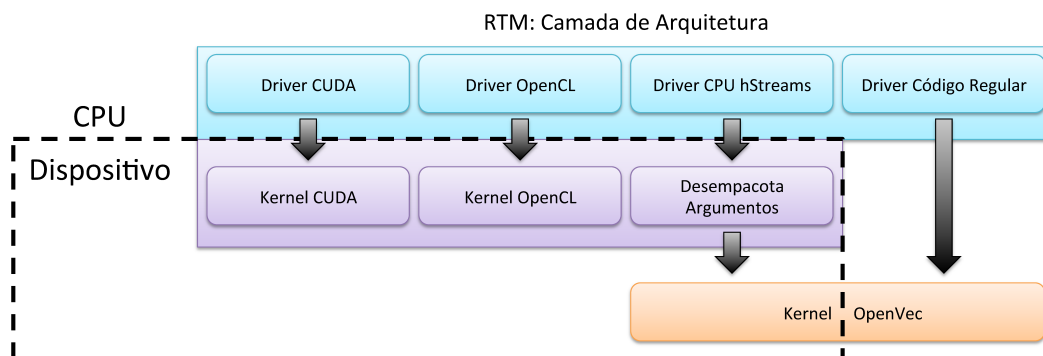 RTM: Camada de Arquitetura
Driver CUDA
Driver OpenCL
Driver CPU hStreams
Driver Código Regular
CPU
Dispositivo
Kernel CUDA
Kernel OpenCL
Desempacota
Argumentos
Kernel OpenVec